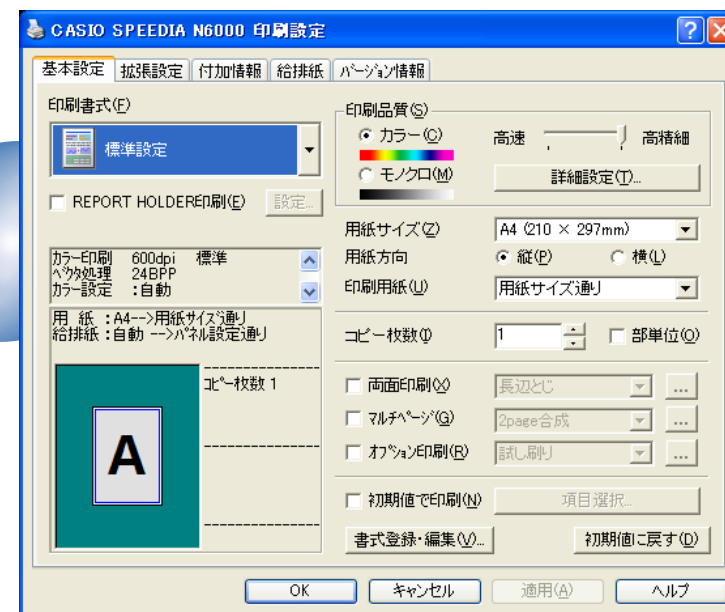 CASIO SPEEDIA N6000 印刷設定
基本設定 拡張設定 付加情報 給排紙 バージョン情報
印刷書式(F)
標準設定
REPORT HOLDER印刷(E) 設定...
カラー印刷 600dpi 標準
ベクタ処理 24BPP
カラー設定 :自動
用 紙 :A4-->用紙サイズ通り
給排紙:自動 -->パネル設定通り
コピー枚数 1
A
印刷品質(S)
カラー(C) 高速 高精細
モノクロ(M) 詳細設定(T)...
用紙サイズ(Z) A4 (210 × 297mm)
用紙方向 縦(P) 横(L)
印刷用紙(U) 用紙サイズ通り
コピー枚数(I) 1 部単位(O)
両面印刷(X) 長辺とじ ...
マルチページ(G) 2page合成 ...
オプション印刷(R) 試し刷り ...
初期値で印刷(N) 項目選択...
書式登録・編集(V)... 初期値に戻す(D)
OK キャンセル 適用(A) ヘルプ